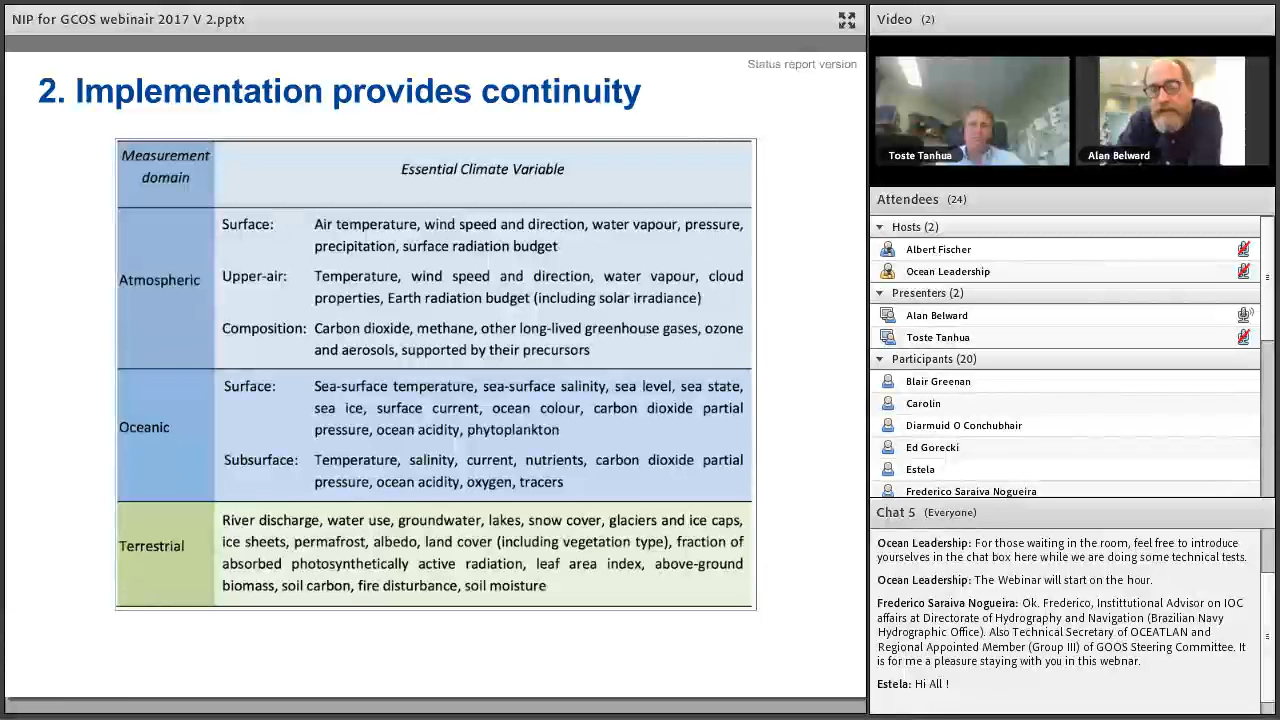 NIP for GCOS webinair 2017 V 2.pptx
Status report version
2. Implementation provides continuity
Measurement
domain
Essential Climate Variable
Atmospheric
Surface: Air temperature, wind speed and direction, water vapour, pressure,
precipitation, surface radiation budget
Upper-air: Temperature, wind speed and direction, water vapour, cloud
properties, Earth radiation budget (including solar irradiance)
Composition: Carbon dioxide, methane, other long-lived greenhouse gases, ozone
and aerosols, supported by their precursors
Oceanic
Surface: Sea-surface temperature, sea-surface salinity, sea level, sea state,
sea ice, surface current, ocean colour, carbon dioxide partial
pressure, ocean acidity, phytoplankton
Subsurface: Temperature, salinity, current, nutrients, carbon dioxide partial
pressure, ocean acidity, oxygen, tracers
Terrestrial
River discharge, water use, groundwater, lakes, snow cover, glaciers and ice caps,
ice sheets, permafrost, albedo, land cover (including vegetation type), fraction of
absorbed photosynthetically active radiation, leaf area index, above-ground
biomass, soil carbon, fire disturbance, soil moisture
Video (2)
Toste Tanhua
Alan Belward
Attendees (24)
Hosts (2)
Albert Fischer
Ocean Leadership
Presenters (2)
Alan Belward
Toste Tanhua
Participants (20)
Blair Greenan
Carolin
Diarmuid O Conchubhair
Ed Gorecki
Estela
Frederico Saraiva Nogueira
Chat 5 (Everyone)
Ocean Leadership: For those waiting in the room, feel free to introduce
yourselves in the chat box here while we are doing some technical tests.
Ocean Leadership: The Webinar will start on the hour.
Frederico Saraiva Nogueira: Ok. Frederico, Instittutional Advisor on IOC
affairs at Directorate of Hydrography and Navigation (Brazilian Navy
Hydrographic Office). Also Technical Secretary of OCEATLAN and
Regional Appointed Member (Group III) of GOOS Steering Committee. It
is for me a pleasure staying with you in this webnar.
Estela: Hi All !